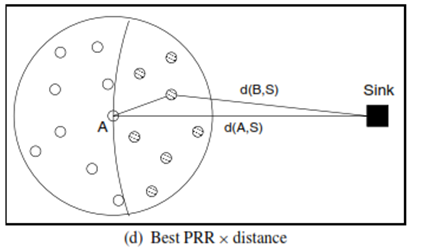 d(B,S)
Sink
A
d(A,S)
(d) Best PRR × distance